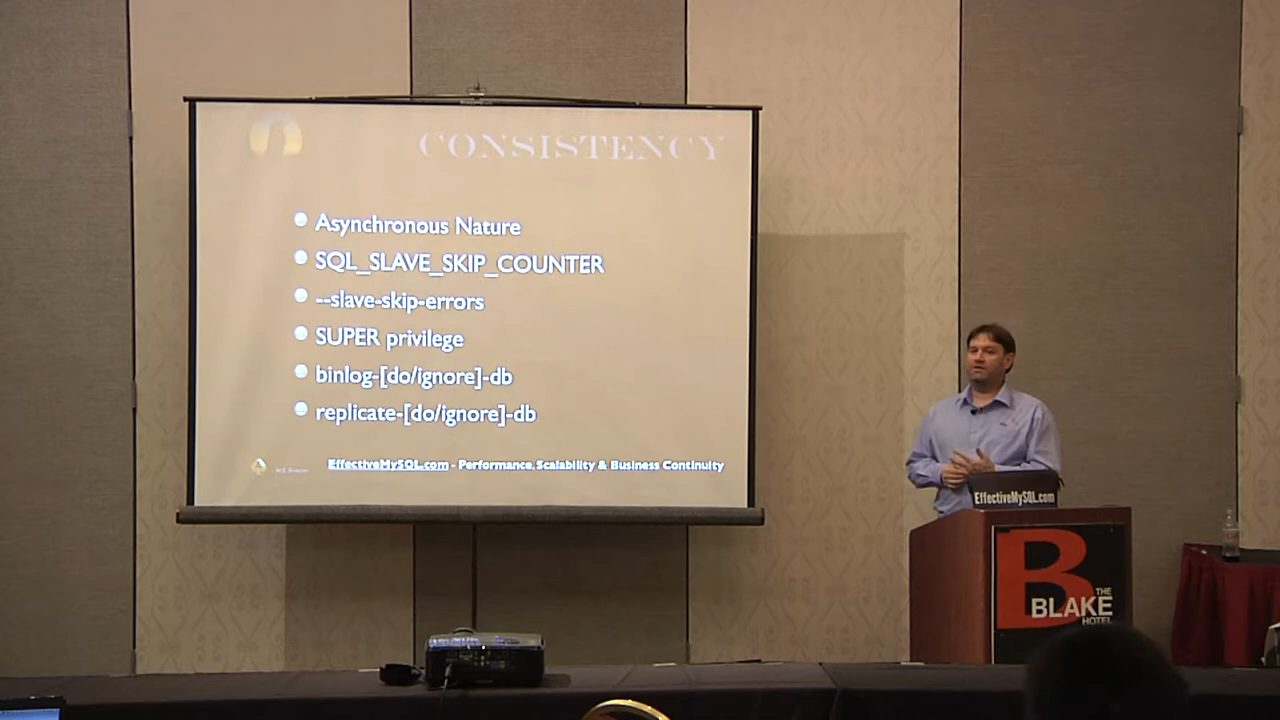 CONSISTENCY
Asynchronous Nature
SQL_SLAVE_SKIP_COUNTER
--slave-skip-errors
SUPER privilege
binlog-[do/ignore]-db
replicate-[do/ignore]-db
EffectiveMySQL.com - Performance, Scalability & Business Continuity
EffectiveMySQL.com
B
THE
BLAKE
HOTEL